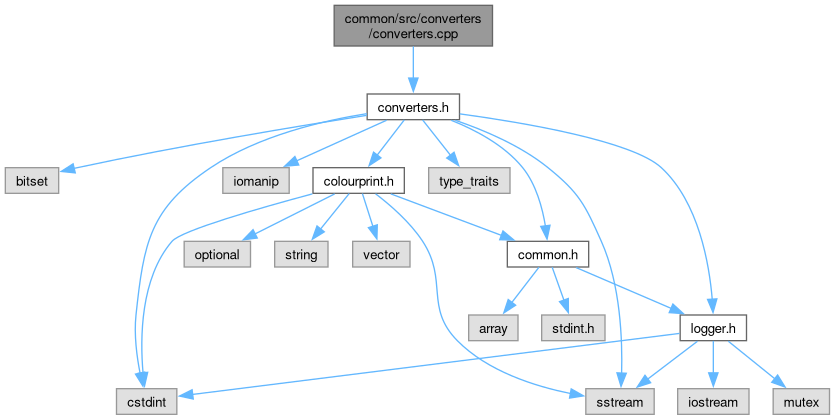 common/src/converters
/converters.cpp
converters.h
bitset
iomanip
colourprint.h
type_traits
optional
string
vector
common.h
array
stdint.h
logger.h
cstdint
sstream
iostream
mutex